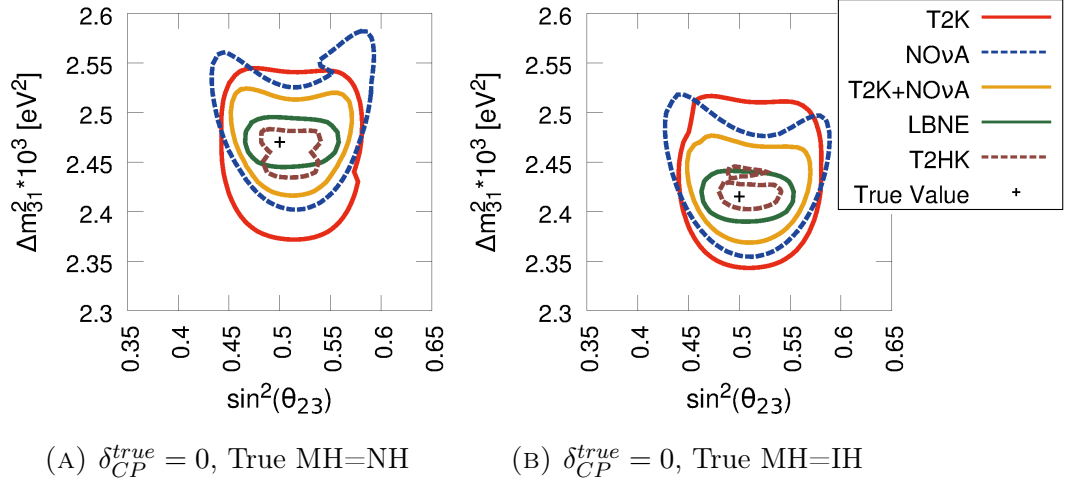 2.6
2.55
2.5
2.45
2.4
2.35
2.3
Δm²₃₁*10³ [eV²]
0.35
0.4
0.45
0.5
0.55
0.6
0.65
sin²(θ₂₃)
(A) δ_CP^true = 0, True MH=NH
2.6
2.55
2.5
2.45
2.4
2.35
2.3
Δm²₃₁*10³ [eV²]
0.35
0.4
0.45
0.5
0.55
0.6
0.65
sin²(θ₂₃)
(B) δ_CP^true = 0, True MH=IH
T2K
NOνA
T2K+NOνA
LBNE
T2HK
True Value